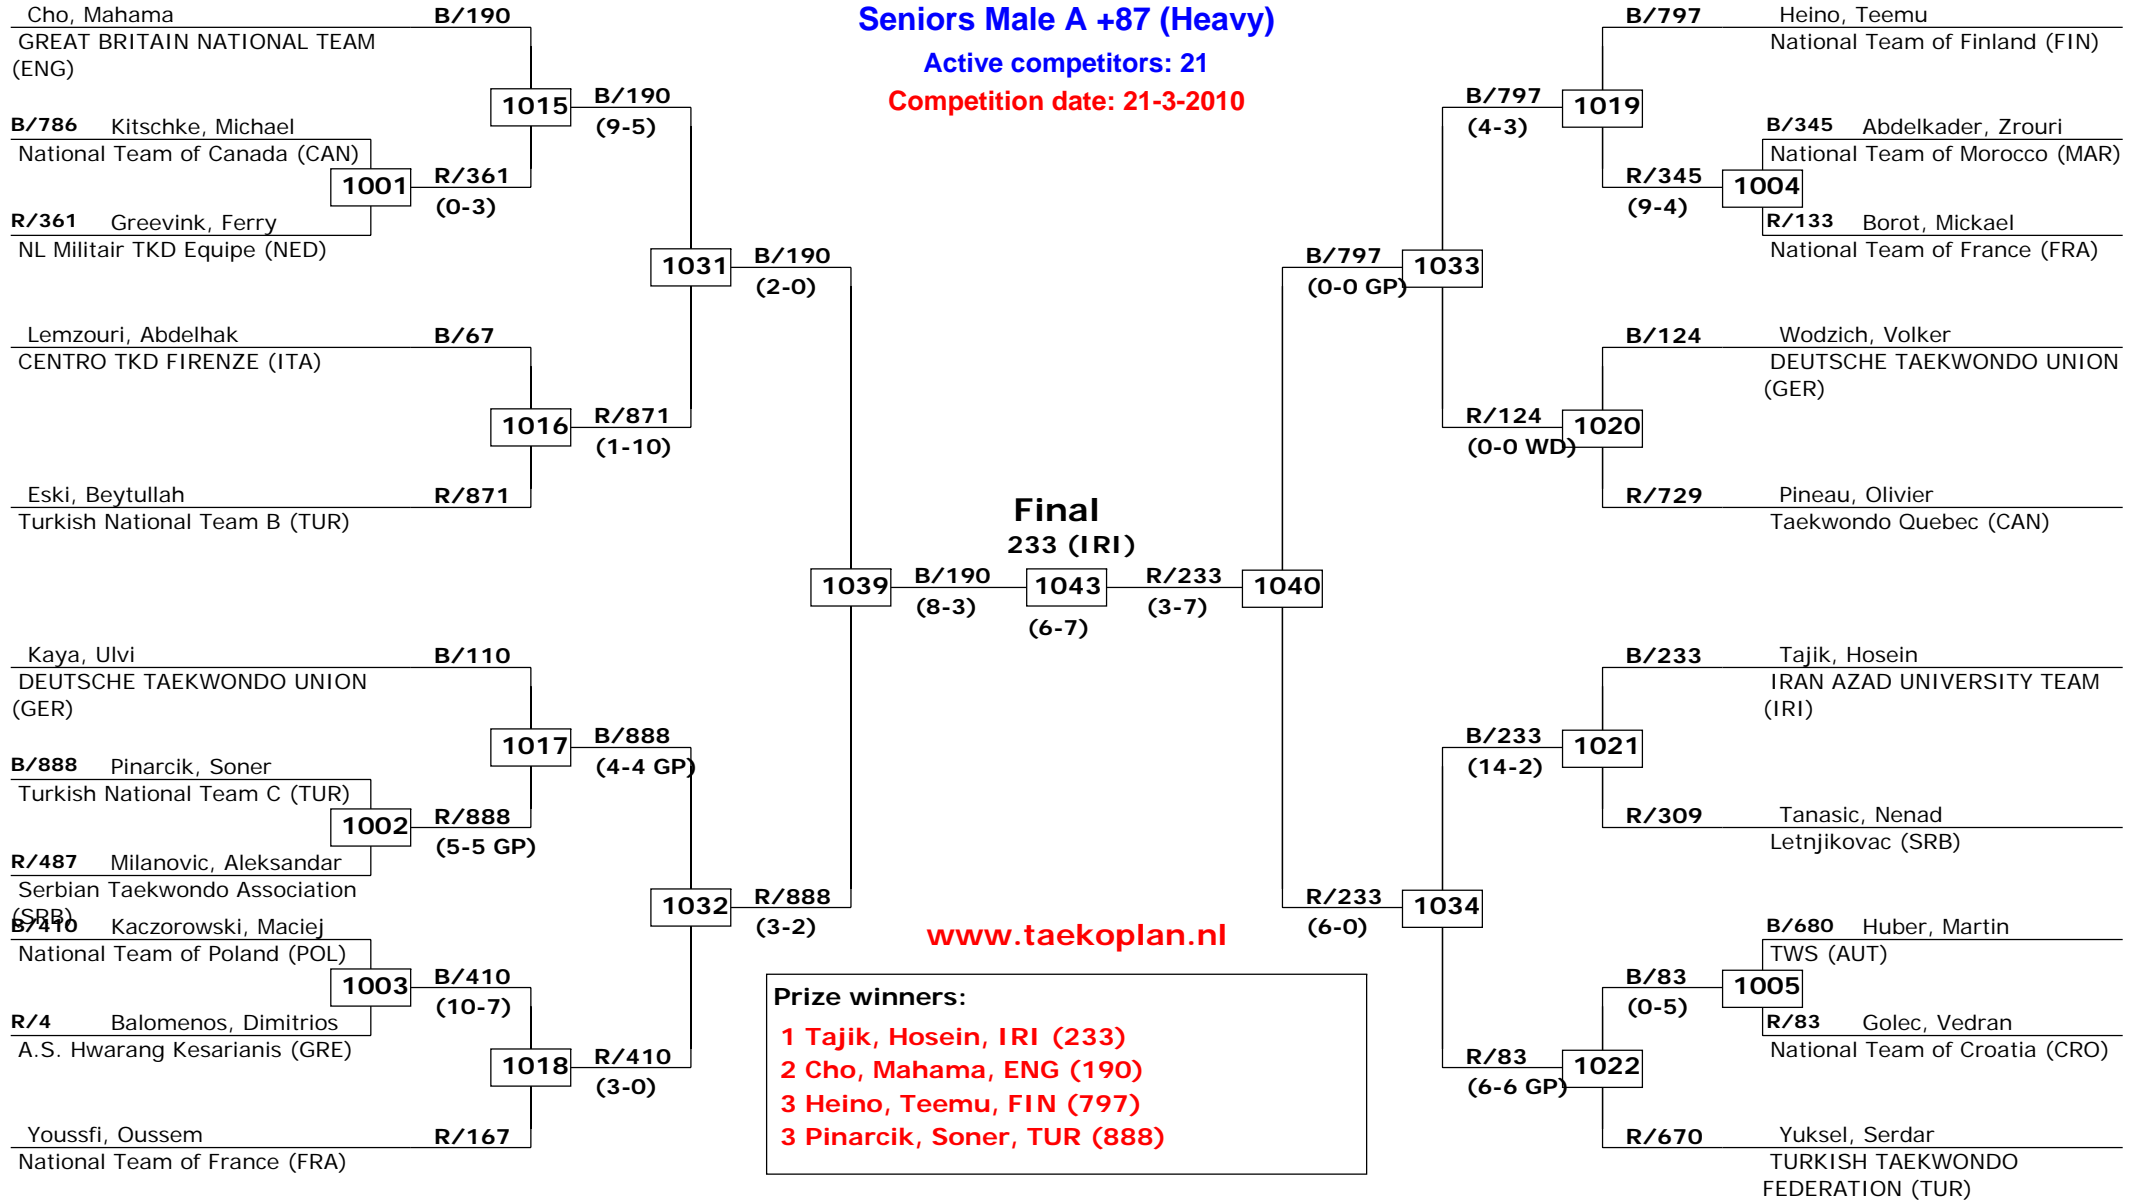 Seniors Male A +87 (Heavy)
Active competitors: 21
Competition date: 21-3-2010
Cho, Mahama
B/190
GREAT BRITAIN NATIONAL TEAM
(ENG)
B/786 Kitschke, Michael
National Team of Canada (CAN)
1001
R/361
(0-3)
R/361 Greevink, Ferry
NL Militair TKD Equipe (NED)
1015
B/190
(9-5)
Lemzouri, Abdelhak
B/67
CENTRO TKD FIRENZE (ITA)
1016
R/871
(1-10)
Eski, Beytullah
R/871
Turkish National Team B (TUR)
1031
B/190
(2-0)
Kaya, Ulvi
B/110
DEUTSCHE TAEKWONDO UNION
(GER)
B/888 Pinarcik, Soner
Turkish National Team C (TUR)
1002
R/888
(5-5 GP)
R/487 Milanovic, Aleksandar
Serbian Taekwondo Association
(SRB)
1017
B/888
(4-4 GP)
B/410 Kaczorowski, Maciej
National Team of Poland (POL)
1003
B/410
(10-7)
R/4 Balomenos, Dimitrios
A.S. Hwarang Kesarianis (GRE)
1018
R/410
(3-0)
Youssfi, Oussem
R/167
National Team of France (FRA)
1032
R/888
(3-2)
1039
B/190
(8-3)
Final
233 (IRI)
1043
(6-7)
R/233
(3-7)
1040
B/797
Heino, Teemu
National Team of Finland (FIN)
B/797
(4-3)
1019
B/345 Abdelkader, Zrouri
National Team of Morocco (MAR)
R/345
(9-4)
1004
R/133 Borot, Mickael
National Team of France (FRA)
B/797
(0-0 GP)
1033
B/124
Wodzich, Volker
DEUTSCHE TAEKWONDO UNION
(GER)
R/124
(0-0 WD)
1020
R/729
Pineau, Olivier
Taekwondo Quebec (CAN)
B/233
Tajik, Hosein
IRAN AZAD UNIVERSITY TEAM
(IRI)
B/233
(14-2)
1021
R/309
Tanasic, Nenad
Letnjikovac (SRB)
R/233
(6-0)
1034
B/680 Huber, Martin
TWS (AUT)
B/83
(0-5)
1005
R/83 Golec, Vedran
National Team of Croatia (CRO)
R/83
(6-6 GP)
1022
R/670
Yuksel, Serdar
TURKISH TAEKWONDO
FEDERATION (TUR)
www.taekoplan.nl
Prize winners:
1 Tajik, Hosein, IRI (233)
2 Cho, Mahama, ENG (190)
3 Heino, Teemu, FIN (797)
3 Pinarcik, Soner, TUR (888)